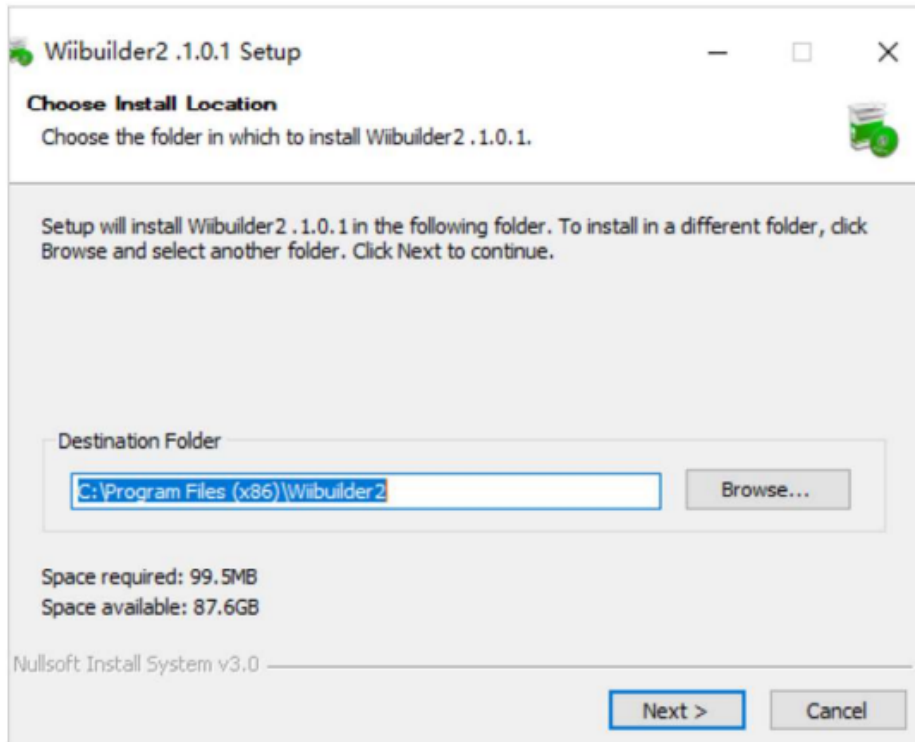 Wiibuilder2 .1.0.1 Setup
Choose Install Location
Choose the folder in which to install Wiibuilder2 .1.0.1.
Setup will install Wiibuilder2 .1.0.1 in the following folder. To install in a different folder, click
Browse and select another folder. Click Next to continue.
Destination Folder
C:\Program Files (x86)\Wiibuilder2
Browse...
Space required: 99.5MB
Space available: 87.6GB
Nullsoft Install System v3.0
Next >
Cancel